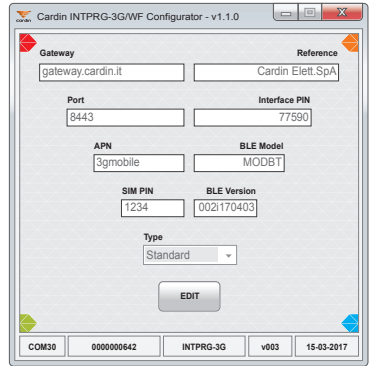 cardin Cardin INTPRG-3G/WF Configurator - v1.1.0
Gateway Reference
gateway.cardin.it Cardin Elett.SpA
Port Interface PIN
8443 77590
APN BLE Model
3gmobile MODBT
SIM PIN BLE Version
1234 002i170403
Type
Standard
EDIT
COM30 0000000642 INTPRG-3G v003 15-03-2017